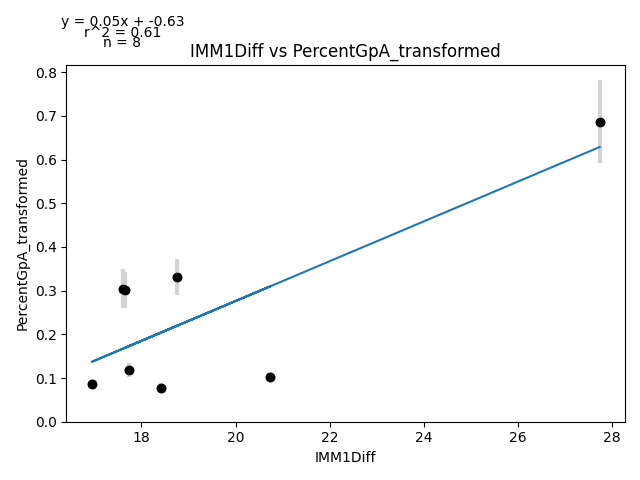 y = 0.05x + -0.63
r^2 = 0.61
n = 8
IMM1Diff vs PercentGpA_transformed
PercentGpA_transformed
0.8
0.7
0.6
0.5
0.4
0.3
0.2
0.1
0.0
18 20 22 24 26 28
IMM1Diff